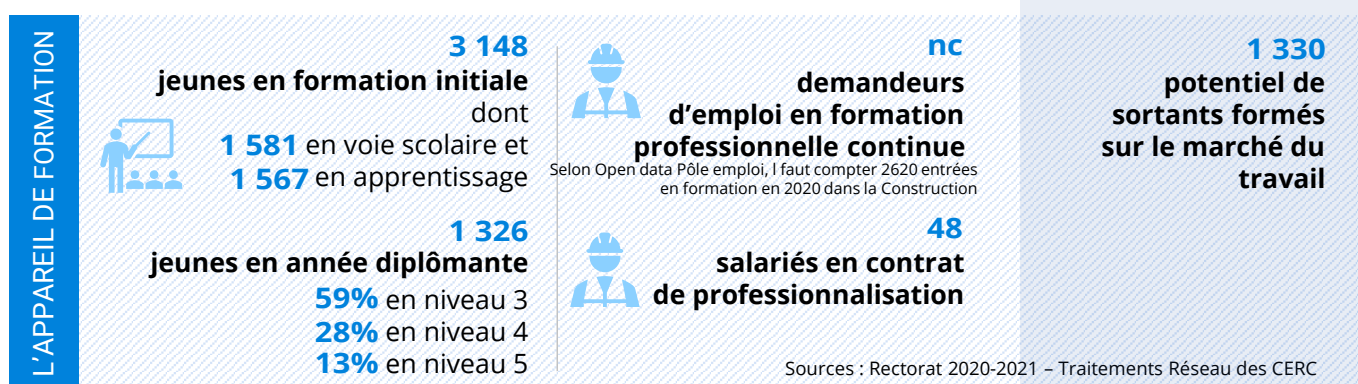 L'APPAREIL DE FORMATION
3 148
jeunes en formation initiale
dont
1 581 en voie scolaire et
1 567 en apprentissage
1 326
jeunes en année diplômante
59% en niveau 3
28% en niveau 4
13% en niveau 5
nc
demandeurs
d'emploi en formation
professionnelle continue
Selon Open data Pôle emploi, l faut compter 2620 entrées
en formation en 2020 dans la Construction
48
salariés en contrat
de professionnalisation
1 330
potentiel de
sortants formés
sur le marché du
travail
Sources : Rectorat 2020-2021 – Traitements Réseau des CERC